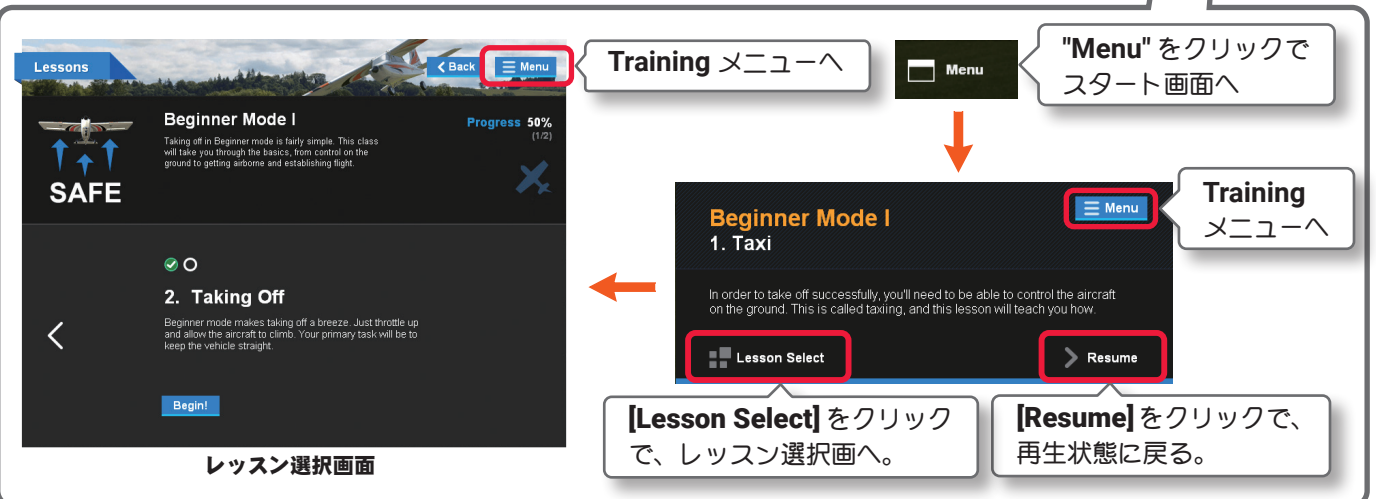 Lessons
Back
Menu
Training メニューへ
Beginner Mode I
Taking off in Beginner mode is fairly simple. This class
will take you through the basics, from control on the
ground to getting airborne and establishing flight.
Progress 50%
(1/2)
SAFE
2. Taking Off
Beginner mode makes taking off a breeze. Just throttle up
and allow the aircraft to climb. Your primary task will be to
keep the vehicle straight.
Begin!
レッスン選択画面
Menu
"Menu" をクリックで
スタート画面へ
Beginner Mode I
1. Taxi
Menu
Training
メニューへ
In order to take off successfully, you'll need to be able to control the aircraft
on the ground. This is called taxiing, and this lesson will teach you how.
Lesson Select
Resume
[Lesson Select] をクリック
で、レッスン選択画へ。
[Resume] をクリックで、
再生状態に戻る。